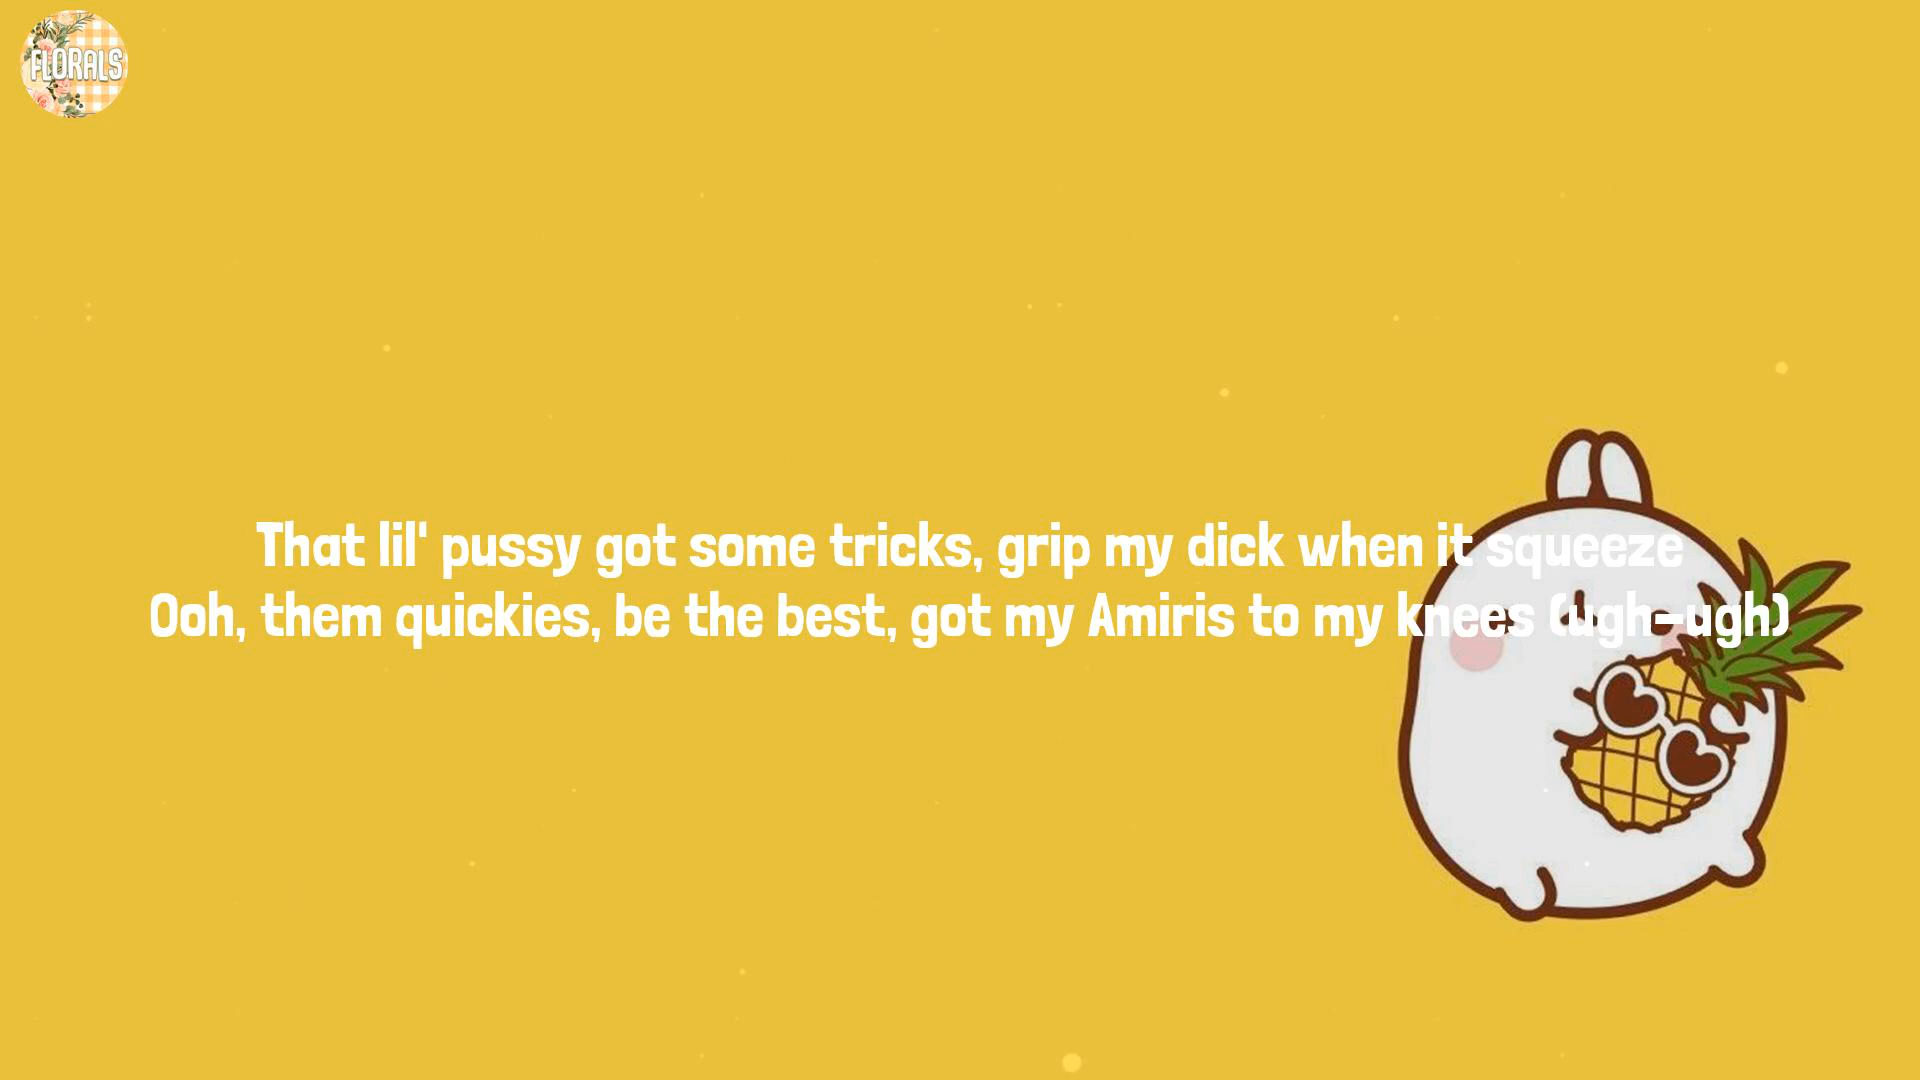 FLORALS
That lil' pussy got some tricks, grip my dick when it squeeze
Ooh, them quickies, be the best, got my Amiris to my knees (ugh-ugh)